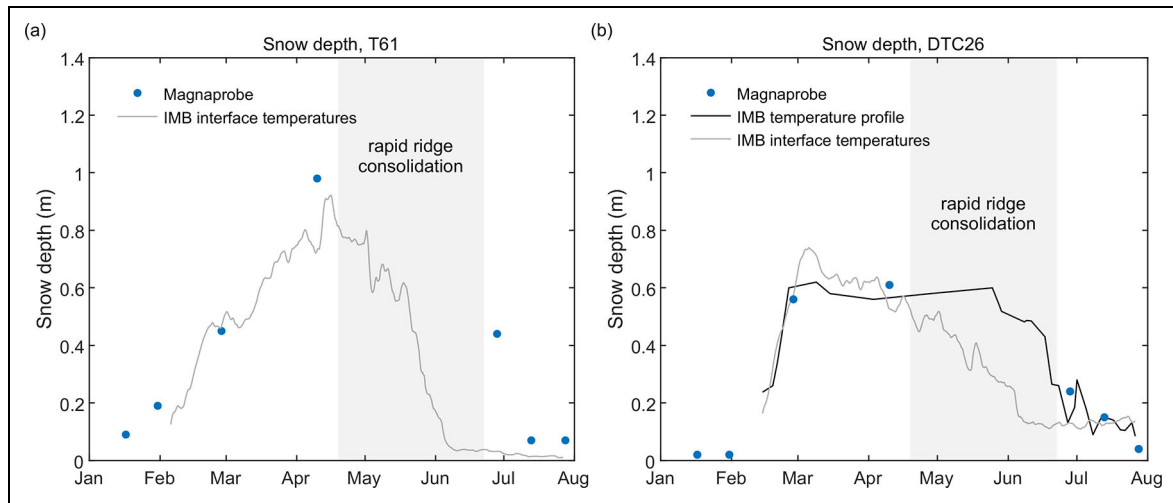 (a)
Snow depth, T61
Snow depth (m)
1.4
1.2
1
0.8
0.6
0.4
0.2
0
Jan Feb Mar Apr May Jun Jul Aug
Magnaprobe
IMB interface temperatures
rapid ridge
consolidation
(b)
Snow depth, DTC26
Snow depth (m)
1.4
1.2
1
0.8
0.6
0.4
0.2
0
Jan Feb Mar Apr May Jun Jul Aug
Magnaprobe
IMB temperature profile
IMB interface temperatures
rapid ridge
consolidation